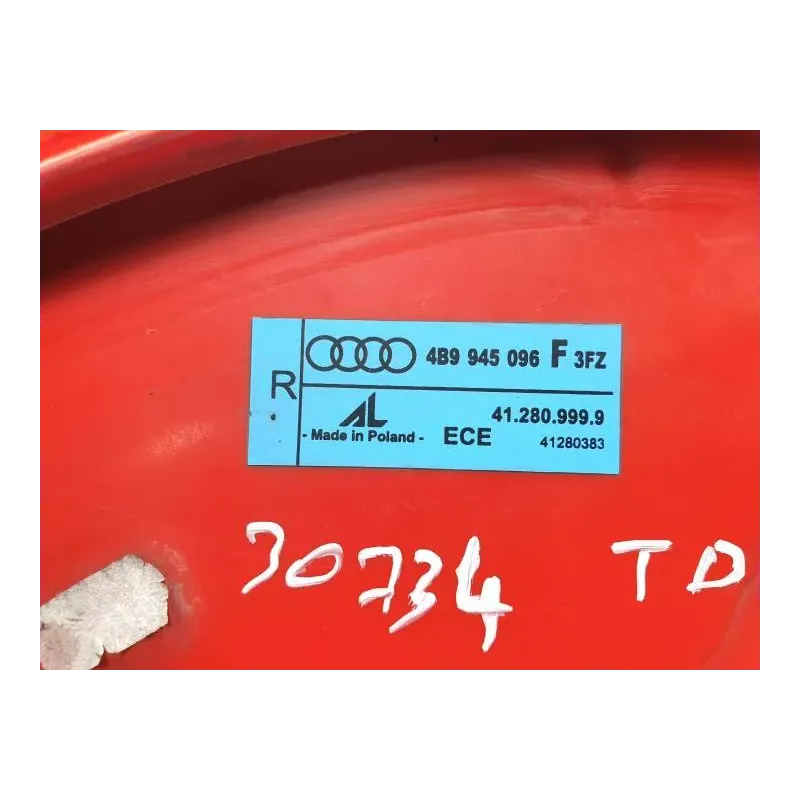 R
4B9 945 096 F 3FZ
AL 41.280.999.9
- Made in Poland - ECE 41280383
30734 TD